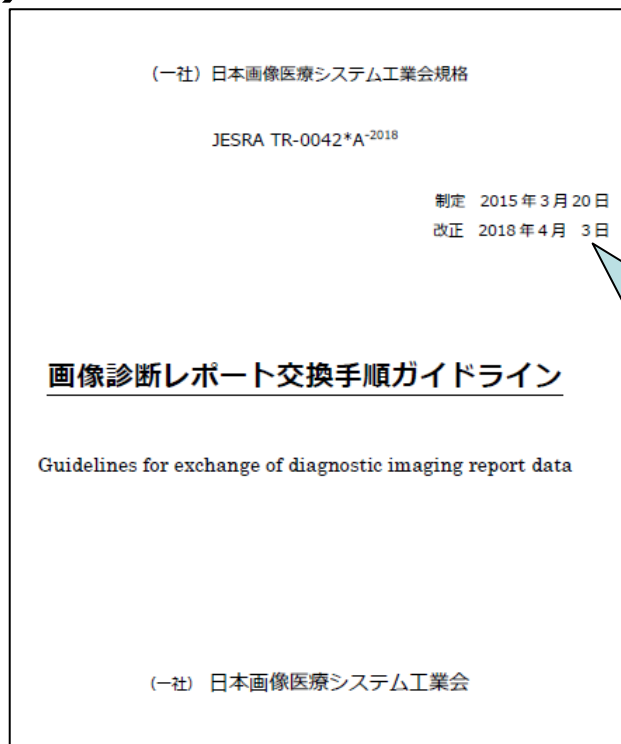 （一社）日本画像医療システム工業会規格
JESRA TR-0042*A-2018
制定 2015年3月20日
改正 2018年4月 3日
画像診断レポート交換手順ガイドライン
Guidelines for exchange of diagnostic imaging report data
（一社） 日本画像医療システム工業会